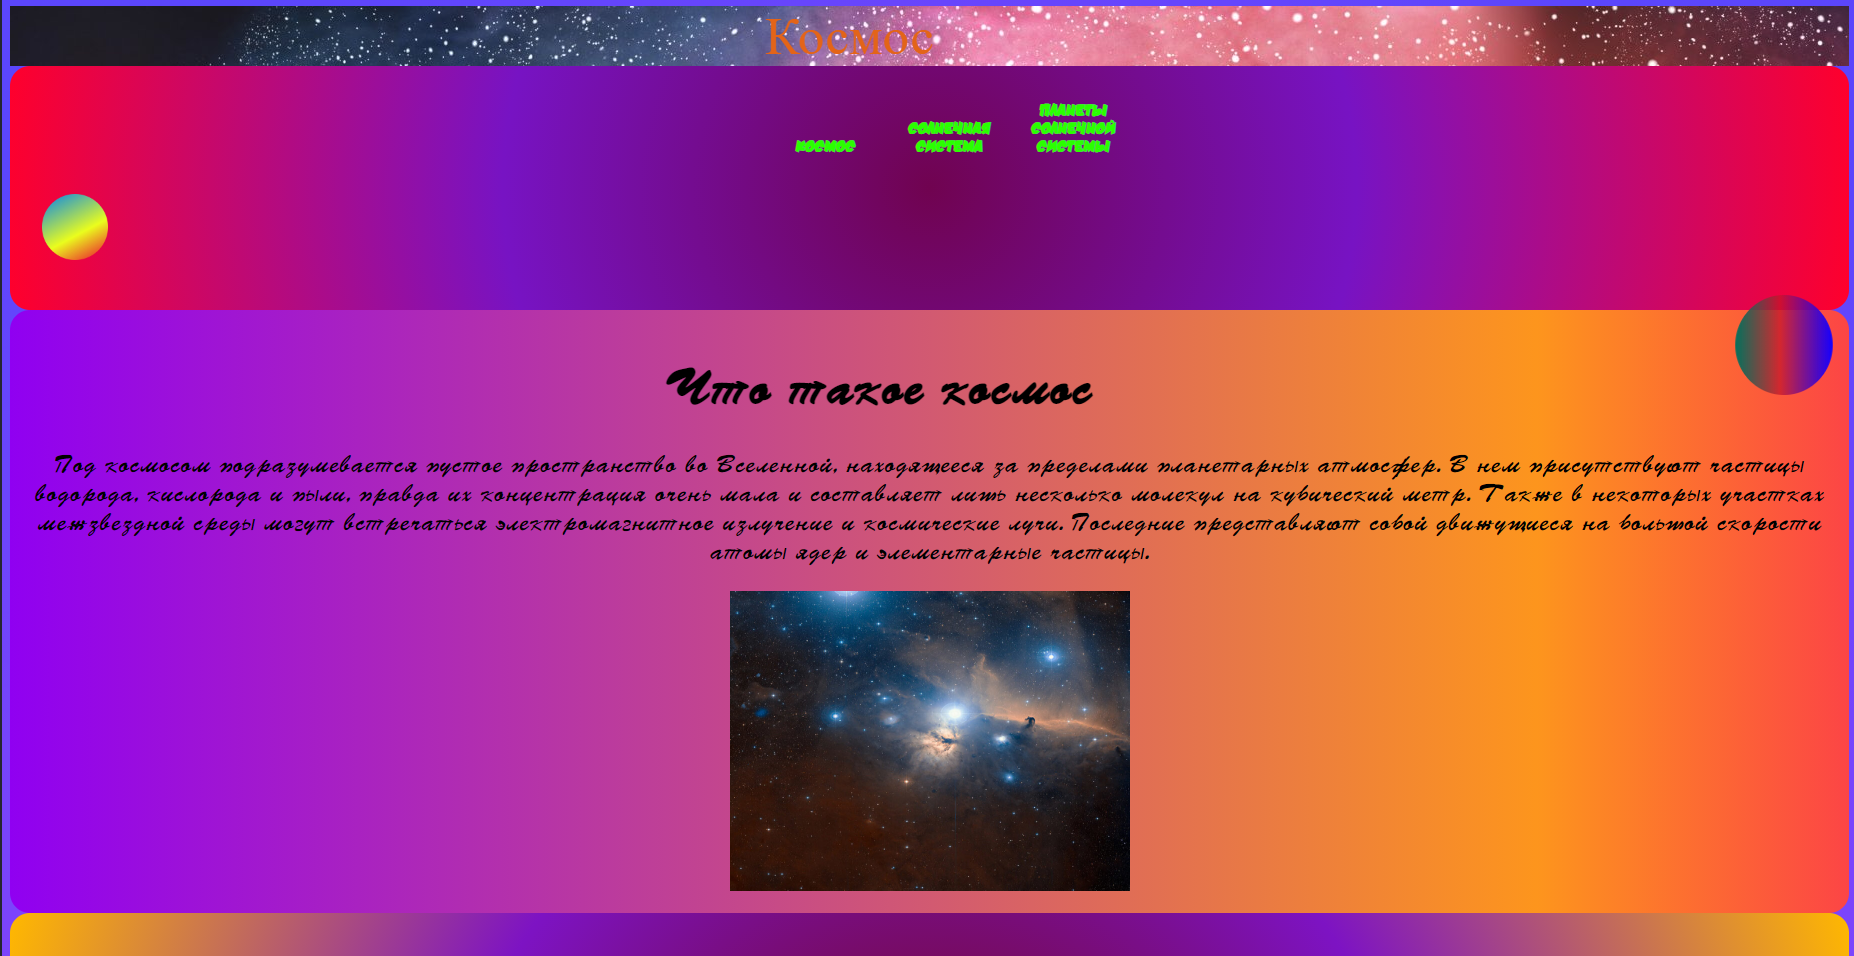 Космос
ПЛАНЕТЫ
СОЛНЕЧНАЯ СОЛНЕЧНОЙ
КОСМОС СИСТЕМА СИСТЕМЫ
Что такое космос
Под космосом подразумевается пустое пространство во Вселенной, находящееся за пределами планетарных атмосфер. В нем присутствуют частицы
водорода, кислорода и пыли, правда их концентрация очень мала и составляет лишь несколько молекул на кубический метр. Также в некоторых участках
межзвездной среды могут встречаться электромагнитное излучение и космические лучи. Последние представляют собой движущиеся на большой скорости
атомы ядер и элементарные частицы.